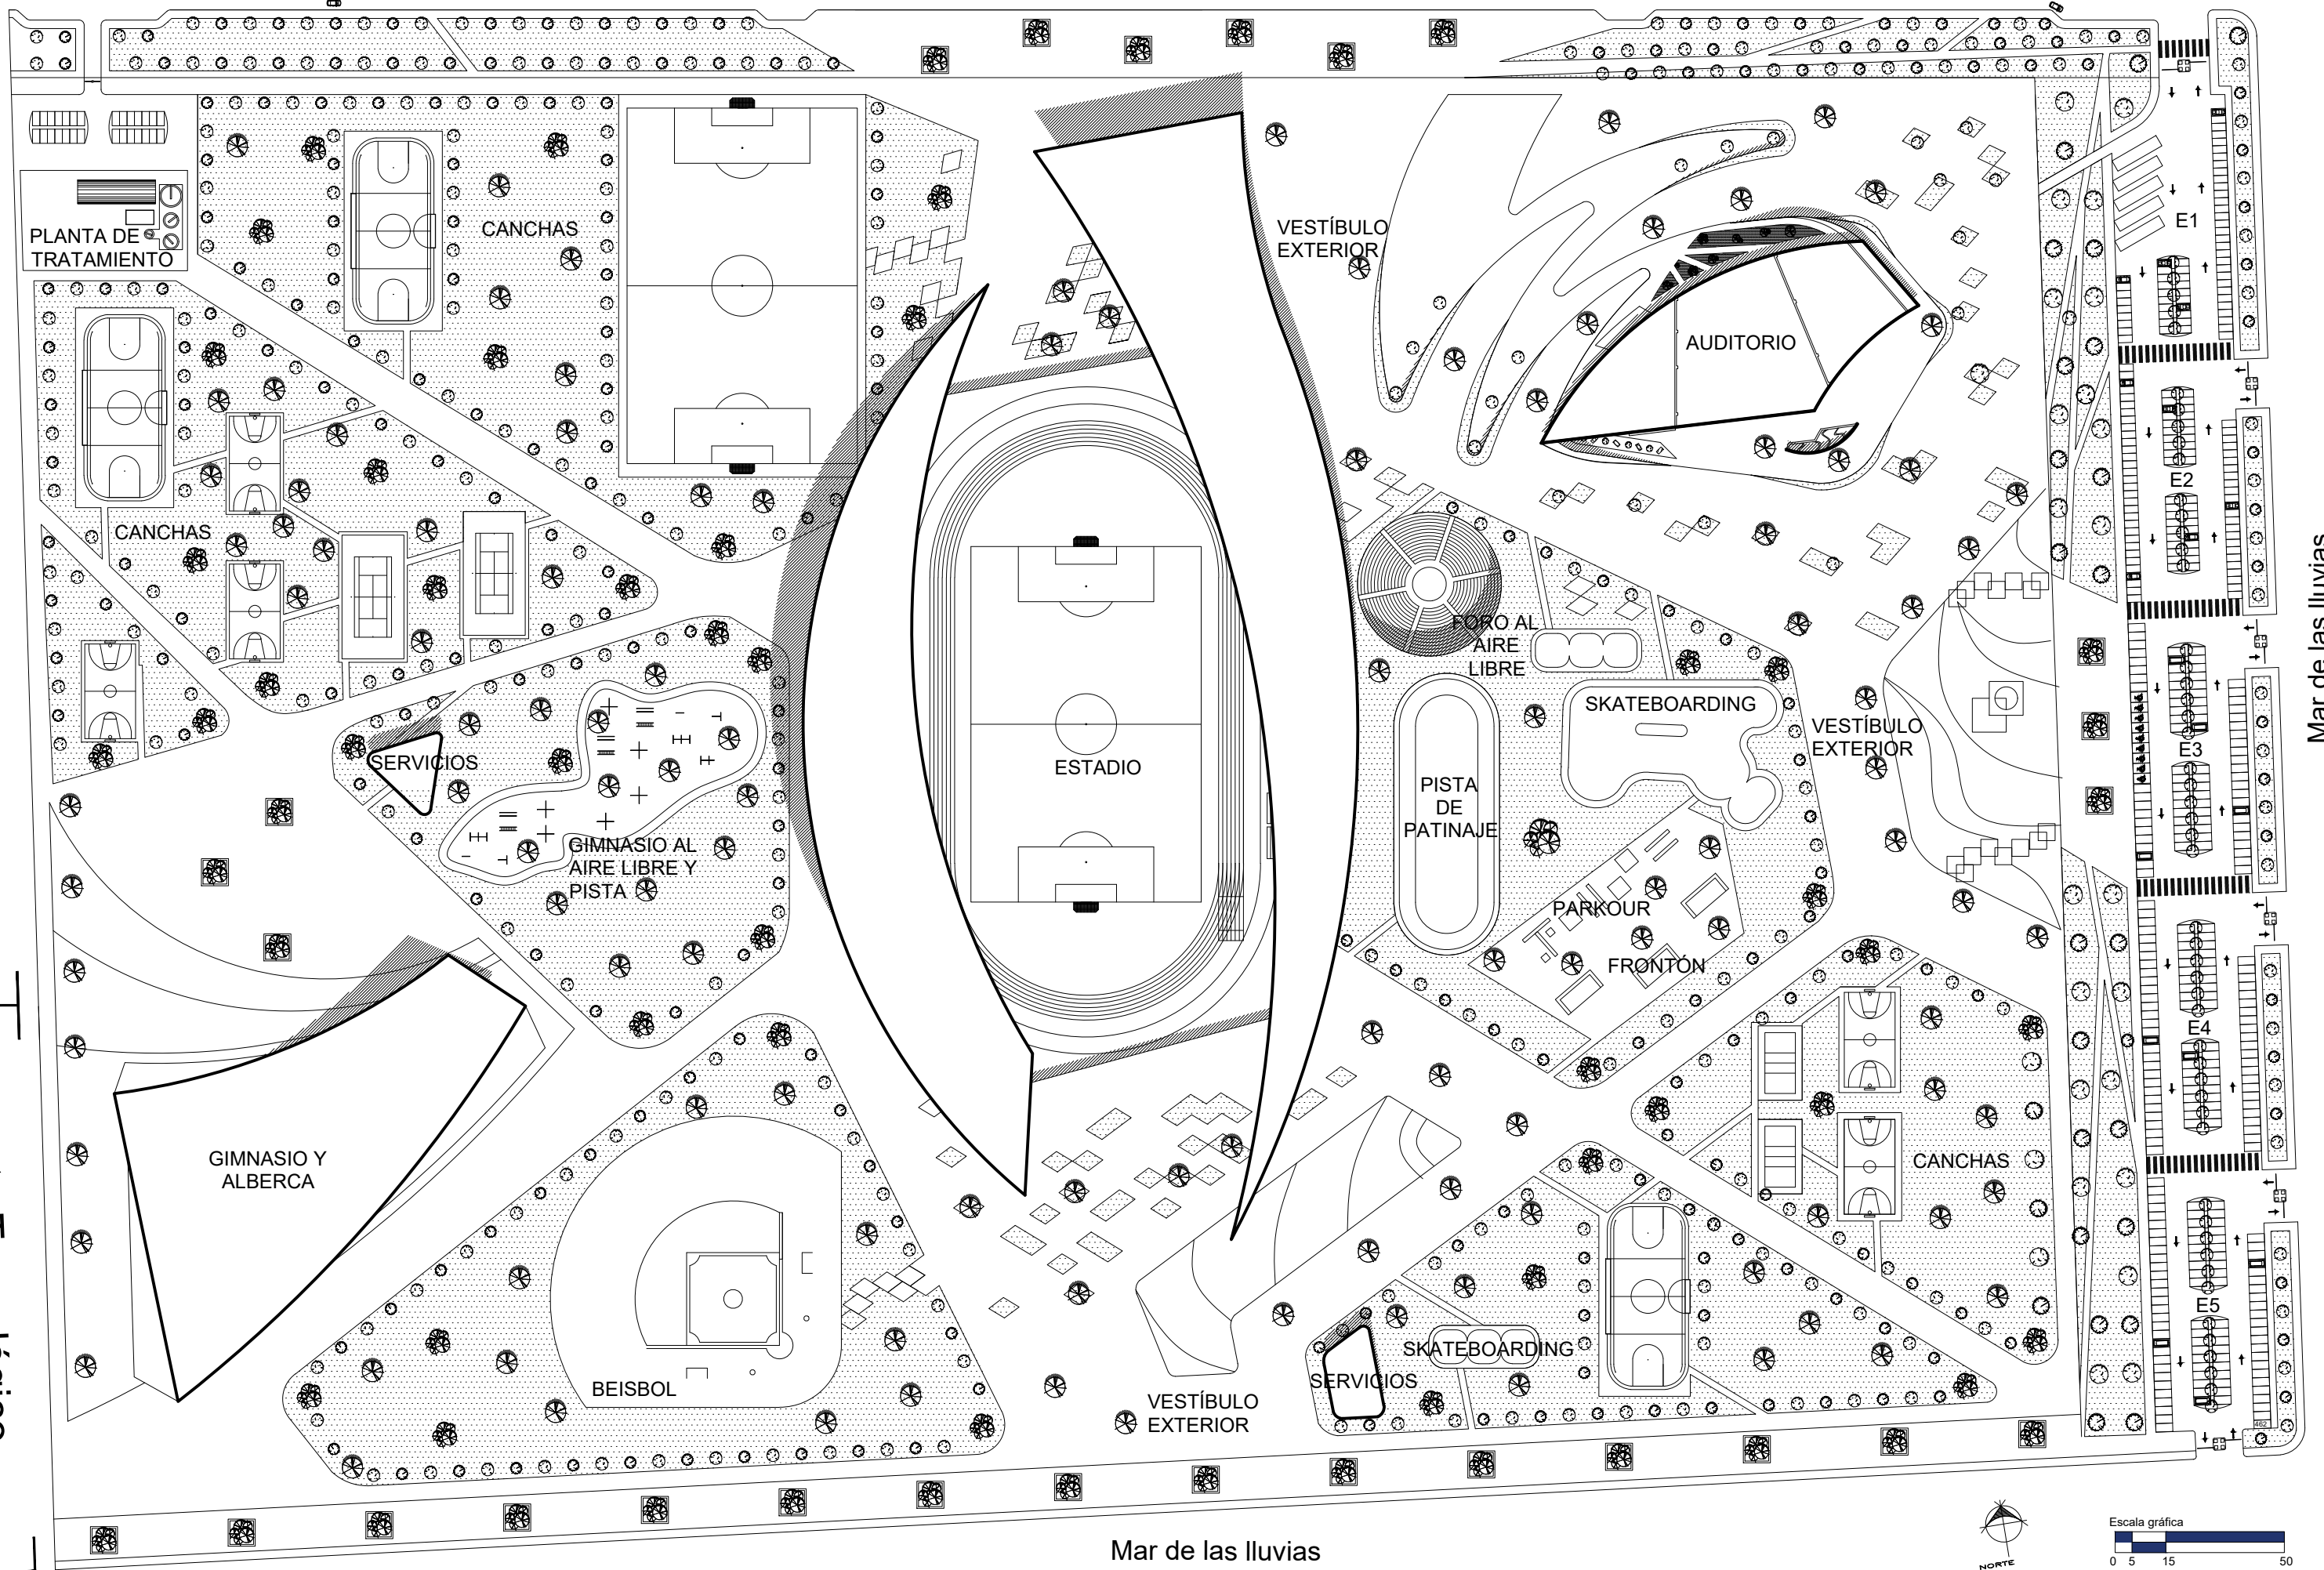 PLANTA DE
TRATAMIENTO
CANCHAS
VESTÍBULO
EXTERIOR
AUDITORIO
E1
E2
CANCHAS
FORO AL
AIRE
LIBRE
SKATEBOARDING
VESTÍBULO
EXTERIOR
E3
Mar de las lluvias
SERVICIOS
ESTADIO
PISTA
DE
PATINAJE
GIMNASIO AL
AIRE LIBRE Y
PISTA
PARKOUR
FRONTÓN
E4
GIMNASIO Y
ALBERCA
CANCHAS
E5
SKATEBOARDING
SERVICIOS
BEISBOL
VESTÍBULO
EXTERIOR
462
Mar de las lluvias
NORTE
Escala gráfica
0 5 15 50